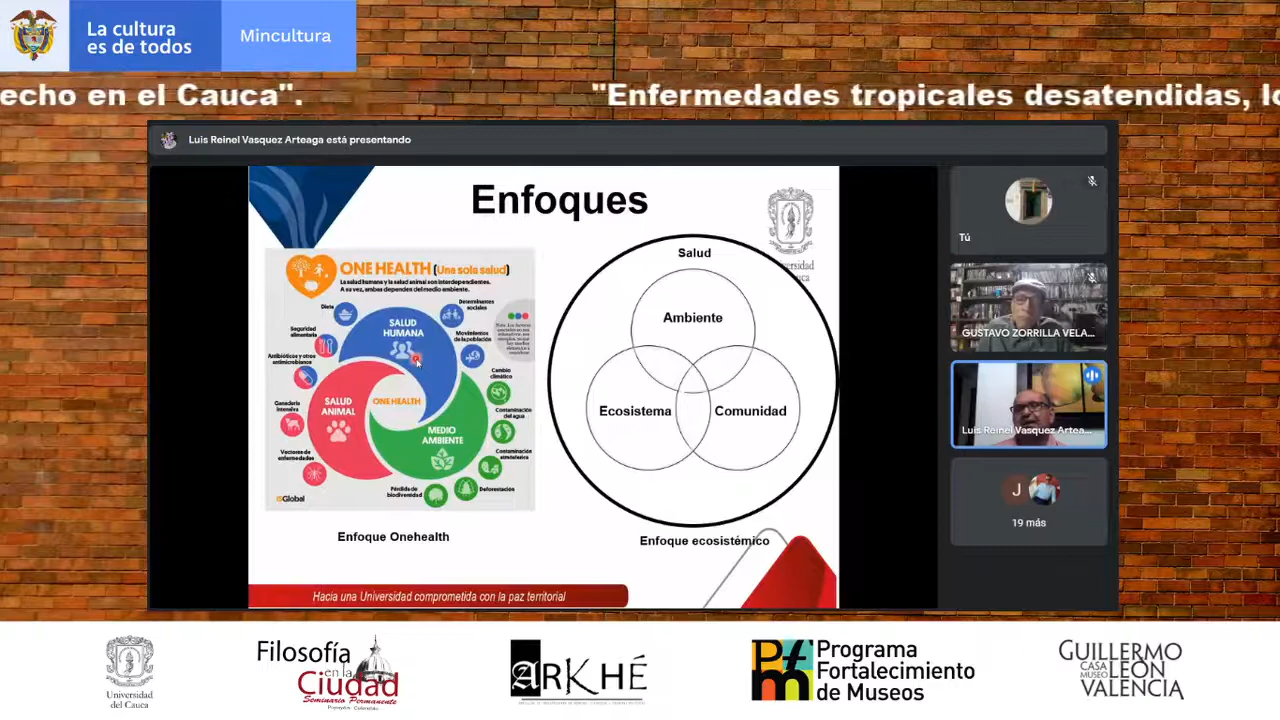 La cultura
es de todos
Mincultura
echo en el Cauca".
"Enfermedades tropicales desatendidas, lo
Luis Reinel Vasquez Arteaga está presentando
Enfoques
ONE HEALTH (Una sola salud)
La salud humana y la salud animal son interdependientes.
A su vez, ambas dependen del medio ambiente.
Dieta
Seguridad
alimentaria
Antibióticos y otros
antimicrobianos
Ganadería
intensiva
Vectores de
enfermedades
SALUD
HUMANA
SALUD
ANIMAL
ONE HEALTH
MEDIO
AMBIENTE
Determinantes
sociales
Movimientos
de la población
Cambio
climático
Contaminación
del agua
Contaminación
atmosférica
Deforestación
Pérdida de
biodiversidad
ISGlobal
Enfoque Onehealth
Salud
Ambiente
Ecosistema
Comunidad
Enfoque ecosistémico
Hacia una Universidad comprometida con la paz territorial
Tú
GUSTAVO ZORRILLA VELA...
Luis Reinel Vasquez Artea...
J
19 más
Universidad
del Cauca
Filosofía
en la
Ciudad
Seminario Permanente
Popayán - Colombia
ARKHÉ
Pfm
Programa
Fortalecimiento
de Museos
GUILLERMO
CASA
MUSEO
LEÓN
VALENCIA